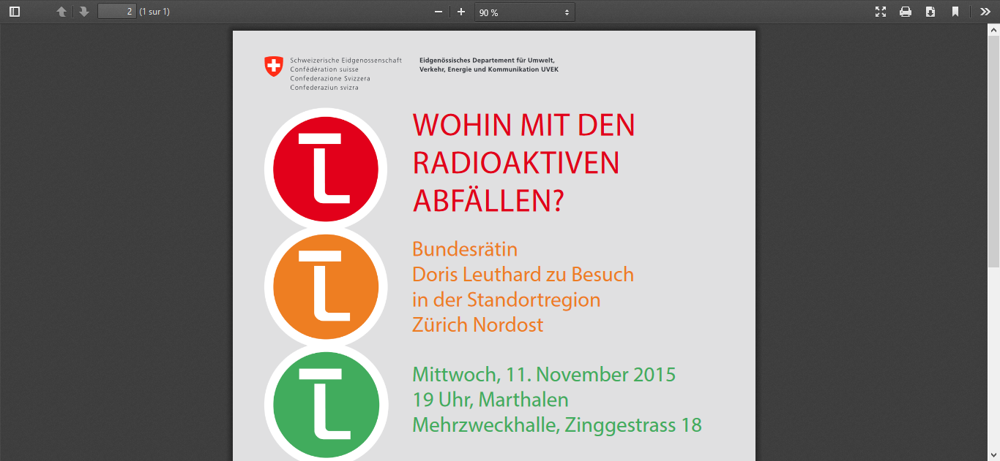 2 (1 sur 1) 90 %
Schweizerische Eidgenossenschaft
Confédération suisse
Confederazione Svizzera
Confederaziun svizra
Eidgenössisches Departement für Umwelt,
Verkehr, Energie und Kommunikation UVEK
WOHIN MIT DEN
RADIOAKTIVEN
ABFÄLLEN?
Bundesrätin
Doris Leuthard zu Besuch
in der Standortregion
Zürich Nordost
Mittwoch, 11. November 2015
19 Uhr, Marthalen
Mehrzweckhalle, Zinggestrass 18